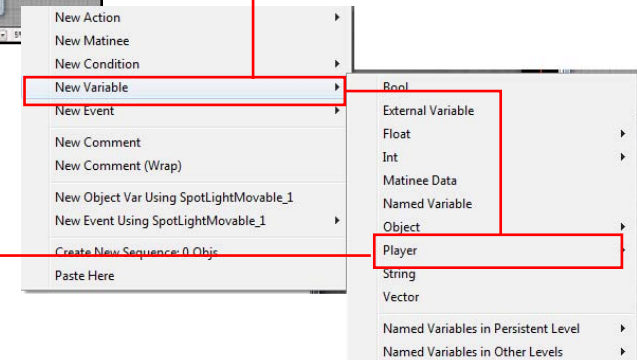 New Action
New Matinee
New Condition
New Variable
New Event
New Comment
New Comment (Wrap)
New Object Var Using SpotLightMovable_1
New Event Using SpotLightMovable_1
Create New Sequence: 0 Objs
Paste Here
Bool
External Variable
Float
Int
Matinee Data
Named Variable
Object
Player
String
Vector
Named Variables in Persistent Level
Named Variables in Other Levels